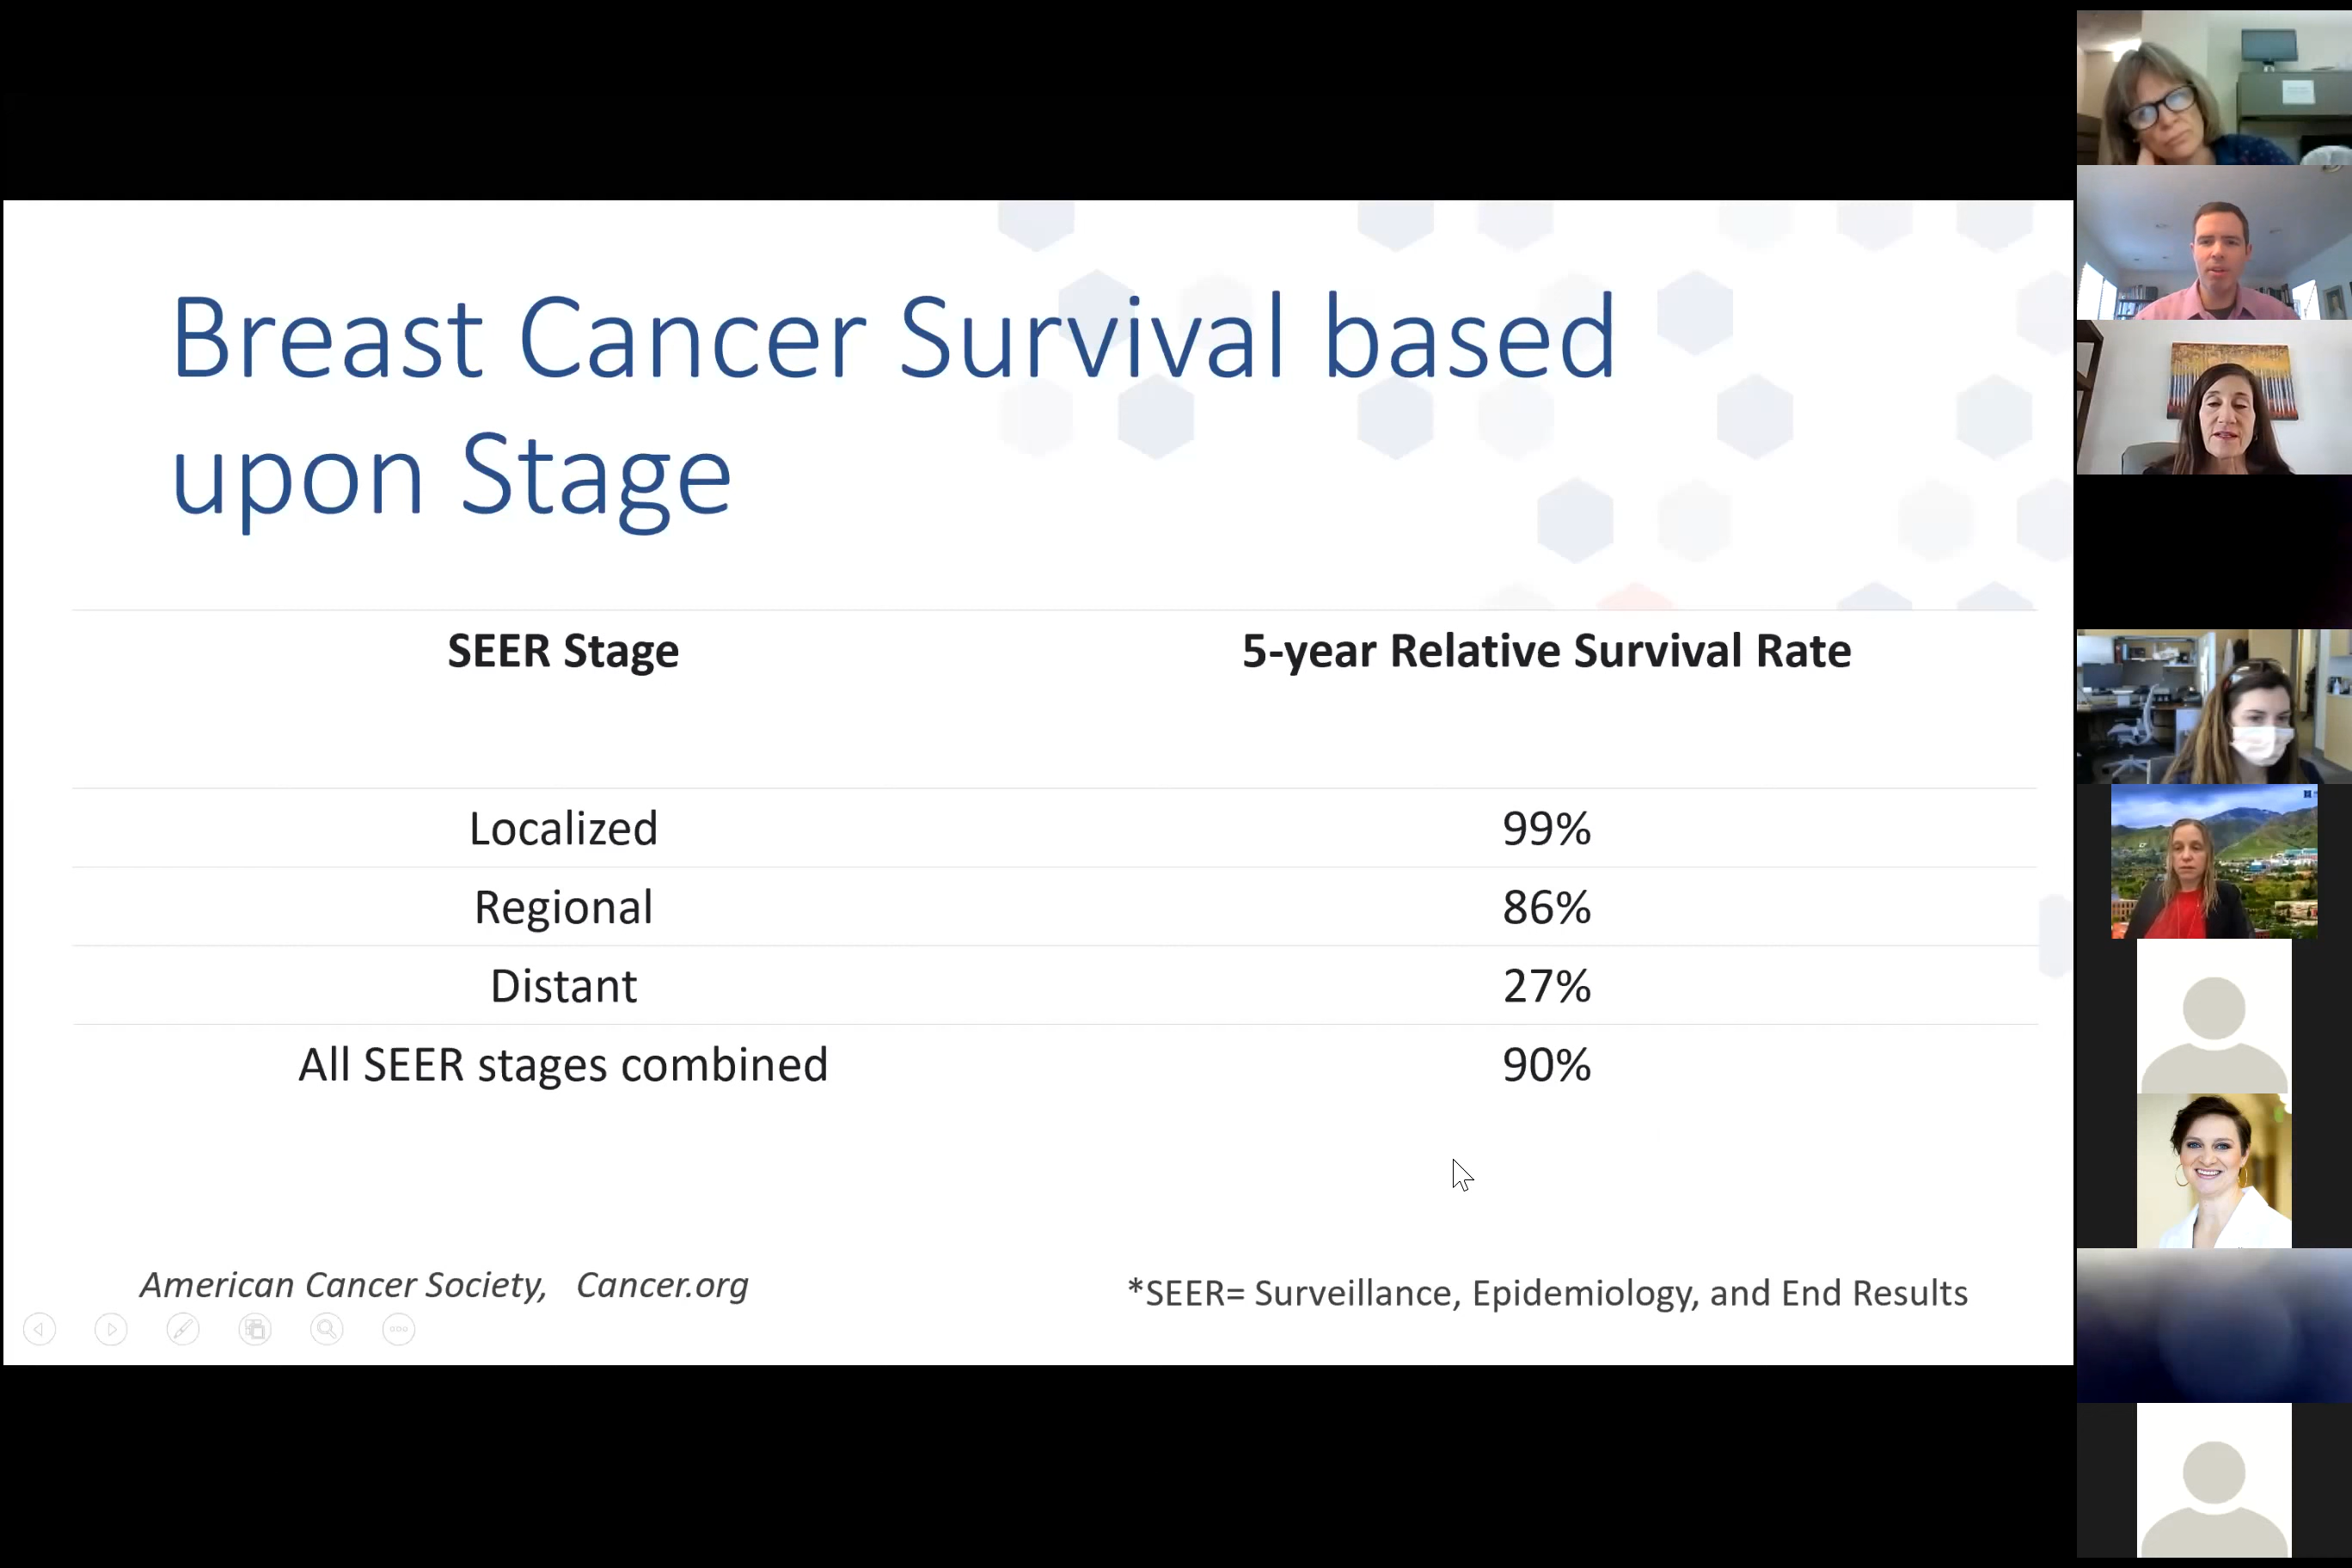 Breast Cancer Survival based
upon Stage
SEER Stage 5-year Relative Survival Rate
Localized 99%
Regional 86%
Distant 27%
All SEER stages combined 90%
American Cancer Society, Cancer.org
*SEER= Surveillance, Epidemiology, and End Results